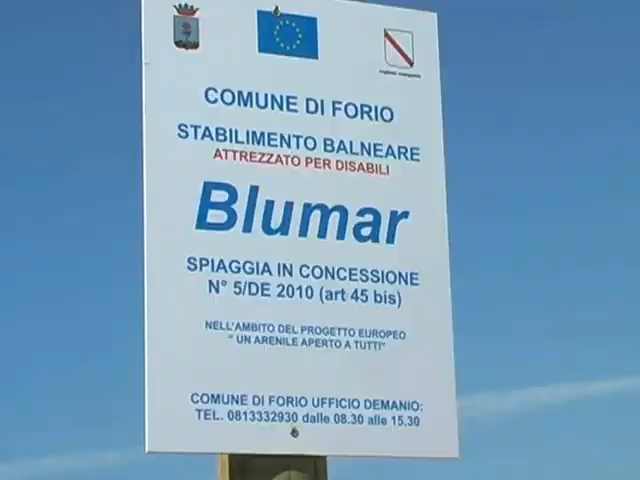 COMUNE DI FORIO
STABILIMENTO BALNEARE
ATTREZZATO PER DISABILI
Blumar
SPIAGGIA IN CONCESSIONE
N° 5/DE 2010 (art 45 bis)
NELL'AMBITO DEL PROGETTO EUROPEO
" UN ARENILE APERTO A TUTTI"
COMUNE DI FORIO UFFICIO DEMANIO:
TEL. 0813332930 dalle 08.30 alle 15.30